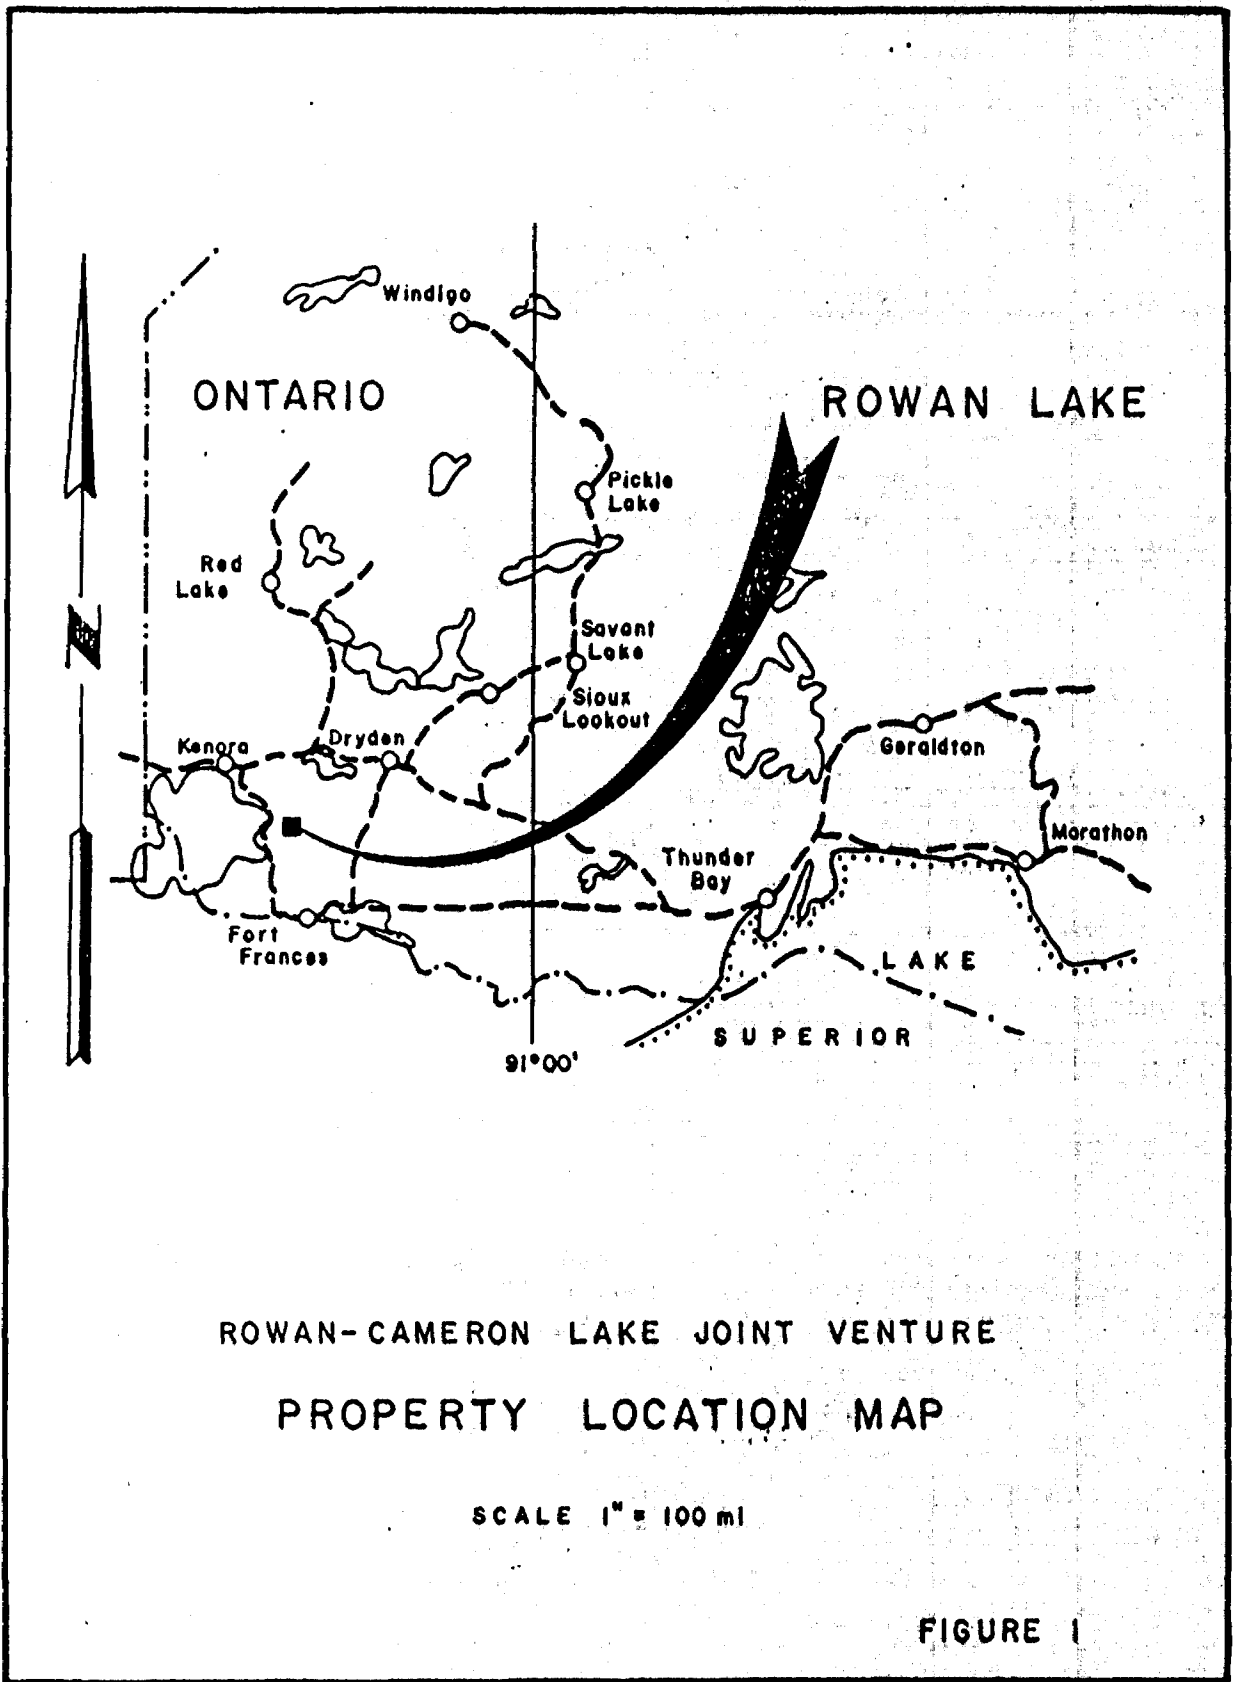 Windigo
ONTARIO
ROWAN LAKE
Pickle
Lake
Red
Lake
N
Savant
Lake
Sioux
Lookout
Kenora
Dryden
Geraldton
Marathon
Thunder
Bay
Fort
Frances
LAKE
SUPERIOR
91°00'
ROWAN-CAMERON LAKE JOINT VENTURE
PROPERTY LOCATION MAP
SCALE 1" = 100 mi
FIGURE 1